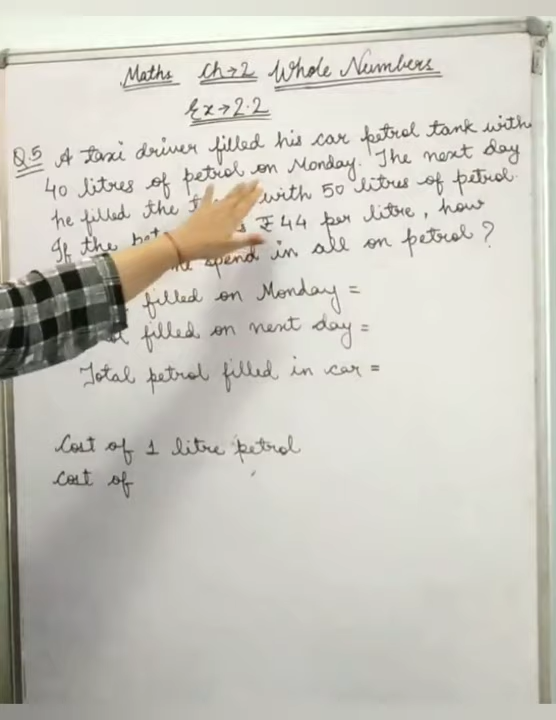 Maths Ch→2 Whole Numbers
Ex→2.2
Q.5 A taxi driver filled his car petrol tank with
40 litres of petrol on Monday. The next day
he filled the with 50 litres of petrol.
If the ₹44 per litre, how
spend in all on petrol?
filled on Monday =
filled on next day =
Total petrol filled in car =
Cost of 1 litre petrol
Cost of